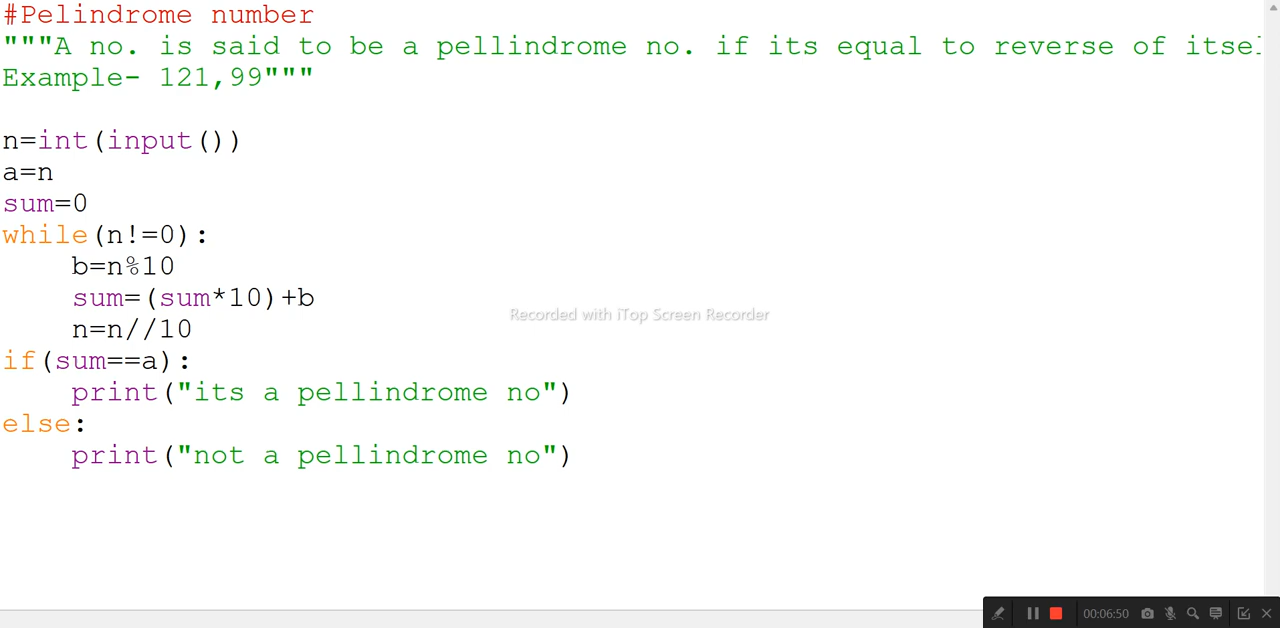 #Pelindrome number
"""A no. is said to be a pellindrome no. if its equal to reverse of
Example- 121,99"""
n=int(input())
a=n
sum=0
while(n!=0):
    b=n%10
    sum=(sum*10)+b
    n=n//10
if(sum==a):
    print("its a pellindrome no")
else:
    print("not a pellindrome no")
Recorded with iTop Screen Recorder
00:06:50